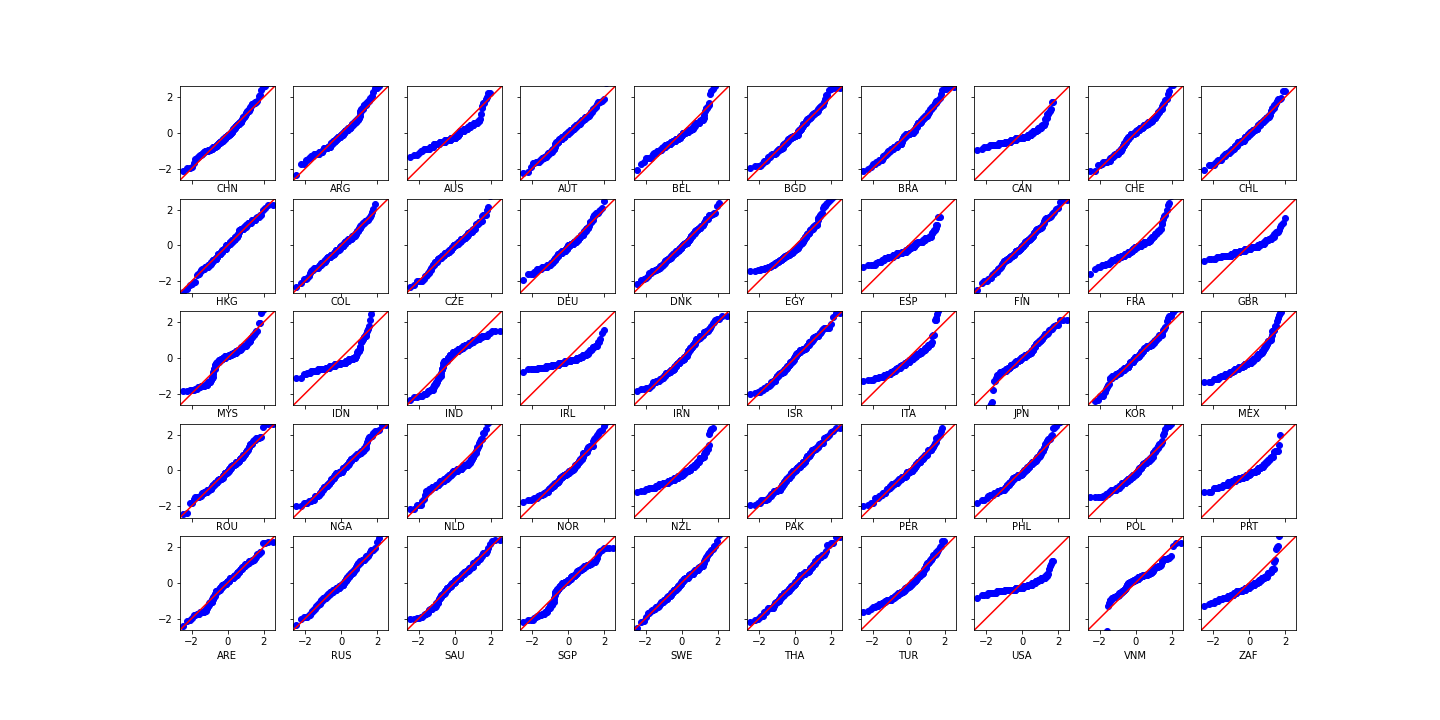 2
0
−2
CHN ARG AUS AUT BEL BGD BRA CAN CHE CHL
2
0
−2
HKG COL CZE DEU DNK EGY ESP FIN FRA GBR
2
0
−2
MYS IDN IND IRL IRN ISR ITA JPN KOR MEX
2
0
−2
ROU NGA NLD NOR NZL PAK PER PHL POL PRT
2
0
−2
−2 0 2 −2 0 2 −2 0 2 −2 0 2 −2 0 2 −2 0 2 −2 0 2 −2 0 2 −2 0 2 −2 0 2
ARE RUS SAU SGP SWE THA TUR USA VNM ZAF